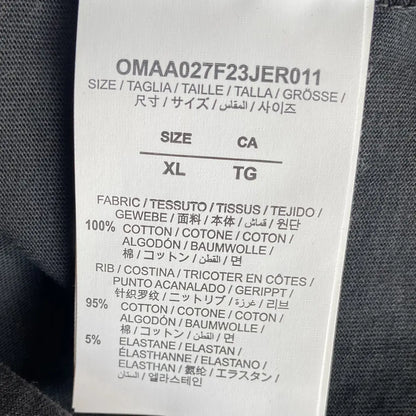 OMAA027F23JER011
SIZE / TAGLIA / TAILLE / TALLA / GRÖSSE /
尺寸 / サイズ / المقاس / 사이즈
SIZE CA
XL TG
FABRIC / TESSUTO / TISSUS / TEJIDO /
GEWEBE / 面料 / 本体 / قماش / 원단
100% COTTON / COTONE / COTON /
ALGODÓN / BAUMWOLLE /
棉 / コットン / القطن / 면
RIB / COSTINA / TRICOTER EN CÔTES /
PUNTO ACANALADO / GERIPPT /
针织罗纹 / ニットリブ / غرزة / 리브
95% COTTON / COTONE / COTON /
ALGODÓN / BAUMWOLLE /
棉 / コットン / القطن / 면
5% ELASTANE / ELASTAN /
ÉLASTHANNE / ELASTANO /
ELASTHAN / 氨纶 / エラスタン /
الاستان / 엘라스테인